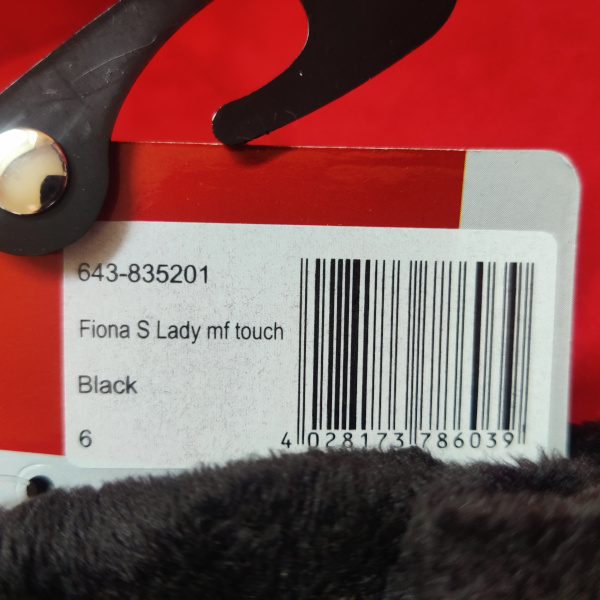 643-835201
Fiona S Lady mf touch
Black
6
4 028173 786039